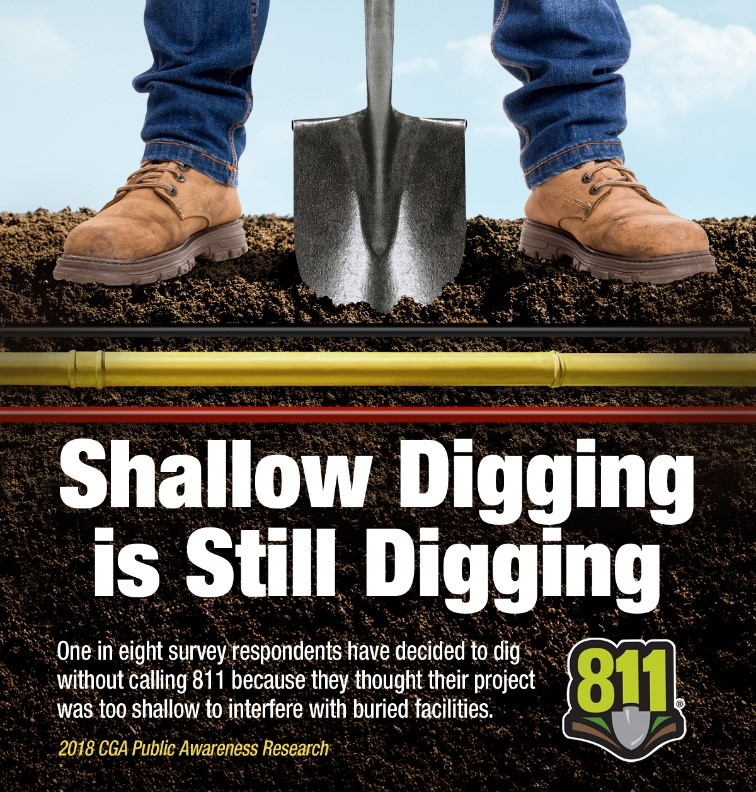 Shallow Digging
is Still Digging
One in eight survey respondents have decided to dig
without calling 811 because they thought their project
was too shallow to interfere with buried facilities.
2018 CGA Public Awareness Research
811®